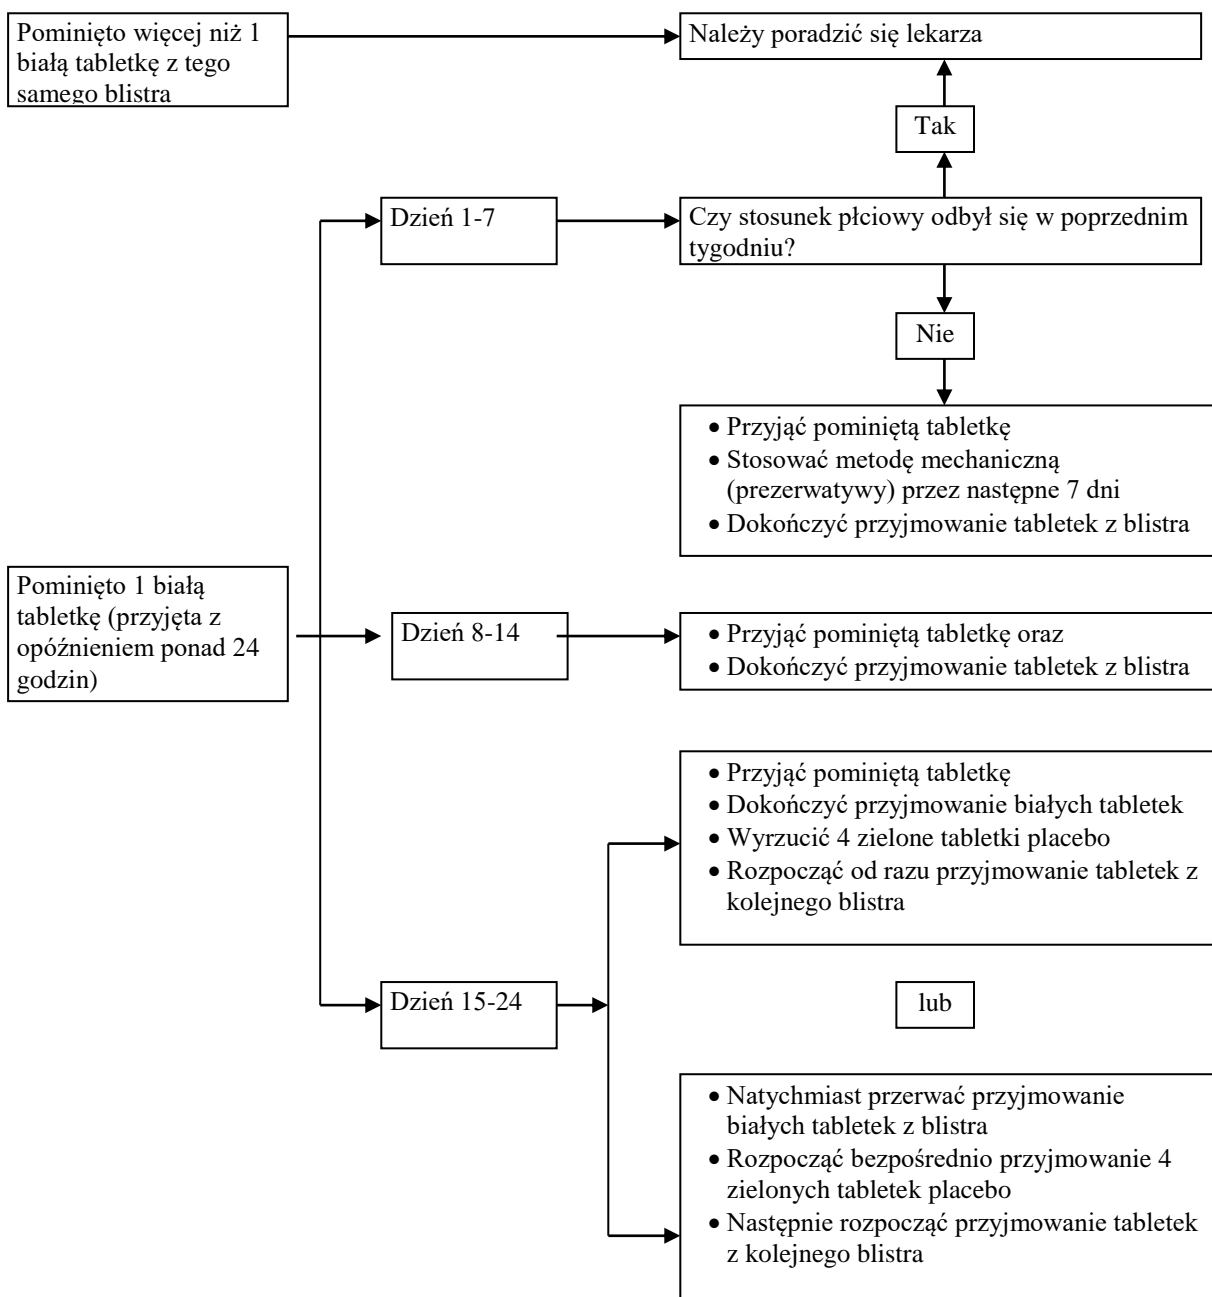 Pominięto więcej niż 1
białą tabletkę z tego
samego blistra
Należy poradzić się lekarza
Tak
Dzień 1-7
Czy stosunek płciowy odbył się w poprzednim
tygodniu?
Nie
• Przyjąć pominiętą tabletkę
• Stosować metodę mechaniczną
(prezerwatywy) przez następne 7 dni
• Dokończyć przyjmowanie tabletek z blistra
Pominięto 1 białą
tabletkę (przyjęta z
opóźnieniem ponad 24
godzin)
Dzień 8-14
• Przyjąć pominiętą tabletkę oraz
• Dokończyć przyjmowanie tabletek z blistra
• Przyjąć pominiętą tabletkę
• Dokończyć przyjmowanie białych tabletek
• Wyrzucić 4 zielone tabletki placebo
• Rozpocząć od razu przyjmowanie tabletek z
kolejnego blistra
Dzień 15-24
lub
• Natychmiast przerwać przyjmowanie
białych tabletek z blistra
• Rozpocząć bezpośrednio przyjmowanie 4
zielonych tabletek placebo
• Następnie rozpocząć przyjmowanie tabletek
z kolejnego blistra